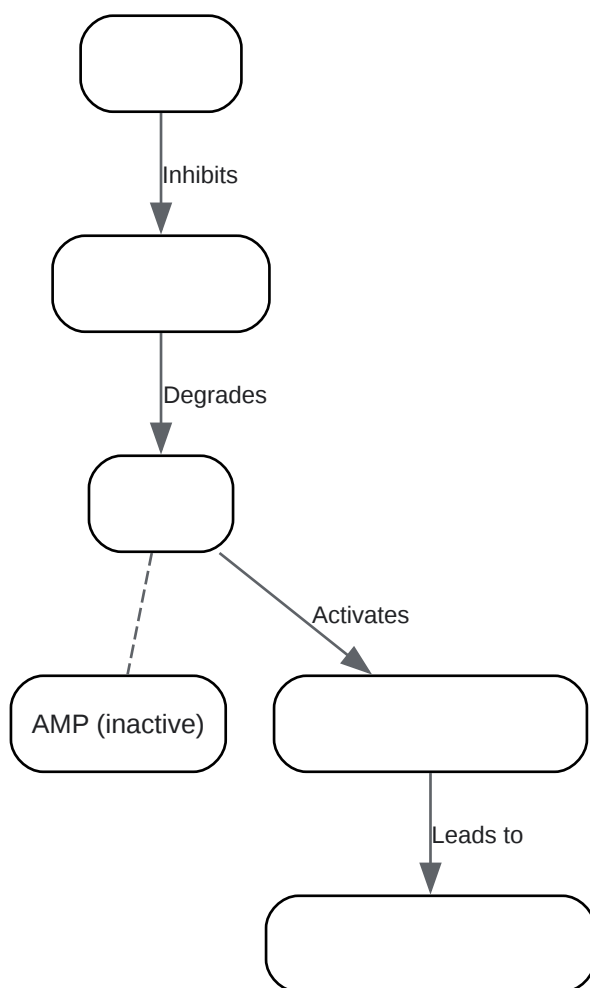 Inhibits
Degrades
Activates
AMP (inactive)
Leads to